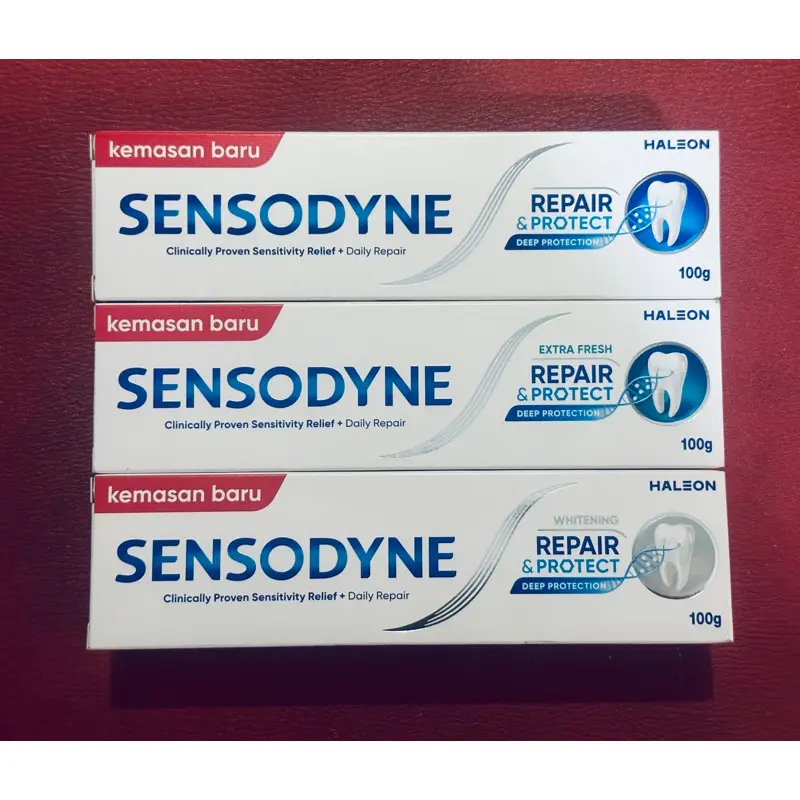 kemasan baru
HALEON
SENSODYNE
Clinically Proven Sensitivity Relief + Daily Repair
REPAIR
& PROTECT
DEEP PROTECTION
100g
kemasan baru
HALEON
SENSODYNE
Clinically Proven Sensitivity Relief + Daily Repair
EXTRA FRESH
REPAIR
& PROTECT
DEEP PROTECTION
100g
kemasan baru
HALEON
SENSODYNE
Clinically Proven Sensitivity Relief + Daily Repair
WHITENING
REPAIR
& PROTECT
DEEP PROTECTION
100g